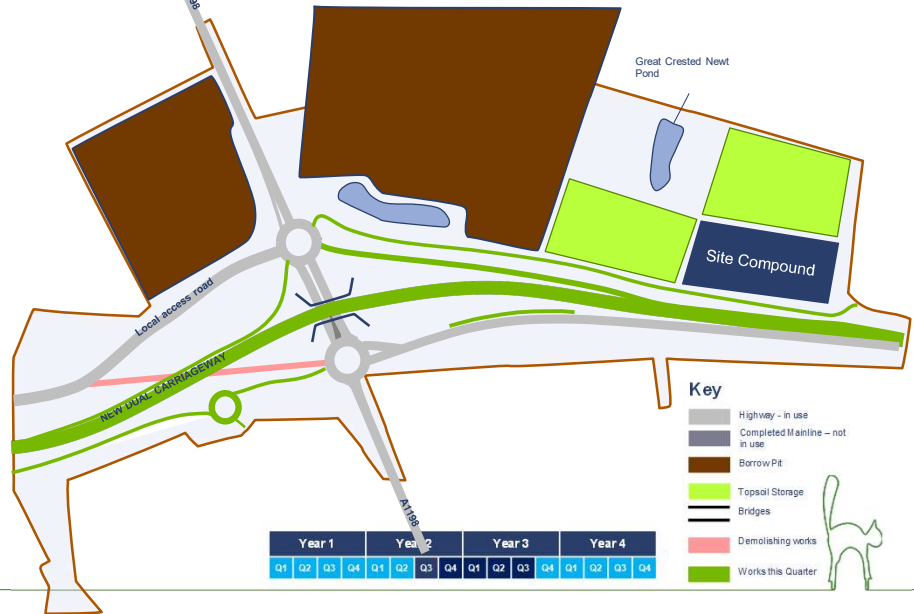 98
Great Crested Newt
Pond
Site Compound
Local access road
NEW DUAL CARRIAGEWAY
A1198
Key
Highway - in use
Completed Mainline – not
in use
Borrow Pit
Topsoil Storage
Bridges
Demolishing works
Works this Quarter
Year 1 Year 2 Year 3 Year 4
Q1 Q2 Q3 Q4 Q1 Q2 Q3 Q4 Q1 Q2 Q3 Q4 Q1 Q2 Q3 Q4